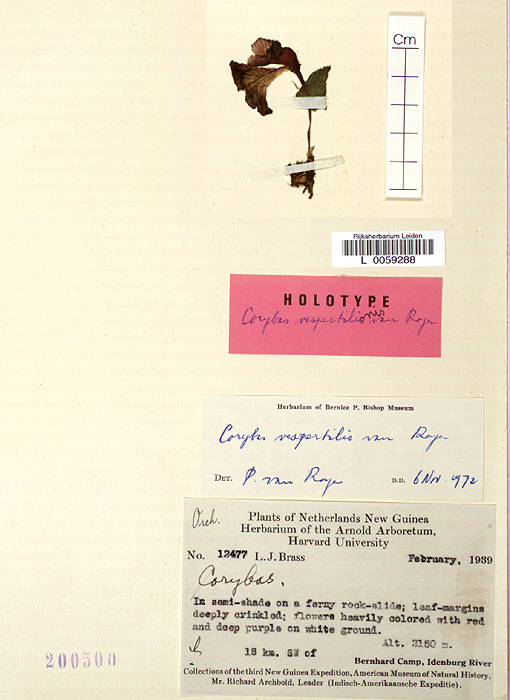 Cm
Rijksherbarium Leiden
L 0059288
HOLOTYPE
Corybas vespertilionis van Royen
Herbarium of Bernice P. Bishop Museum
Corybas vespertilio van Royen
DET. P. van Royen D.D. 6 Nov. 1972
Orch. Plants of Netherlands New Guinea
Herbarium of the Arnold Arboretum,
Harvard University
No. 12477 L. J. Brass February, 1939
Corybas.
In semi-shade on a ferny rock-slide; leaf-margins
deeply crinkled; flowers heavily colored with red
and deep purple on white ground.
Alt. 2150 m.
18 km. SW of
Bernhard Camp, Idenburg River
Collections of the third New Guinea Expedition, American Museum of Natural History,
Mr. Richard Archbold, Leader (Indisch-Amerikaansche Expeditie).
200500